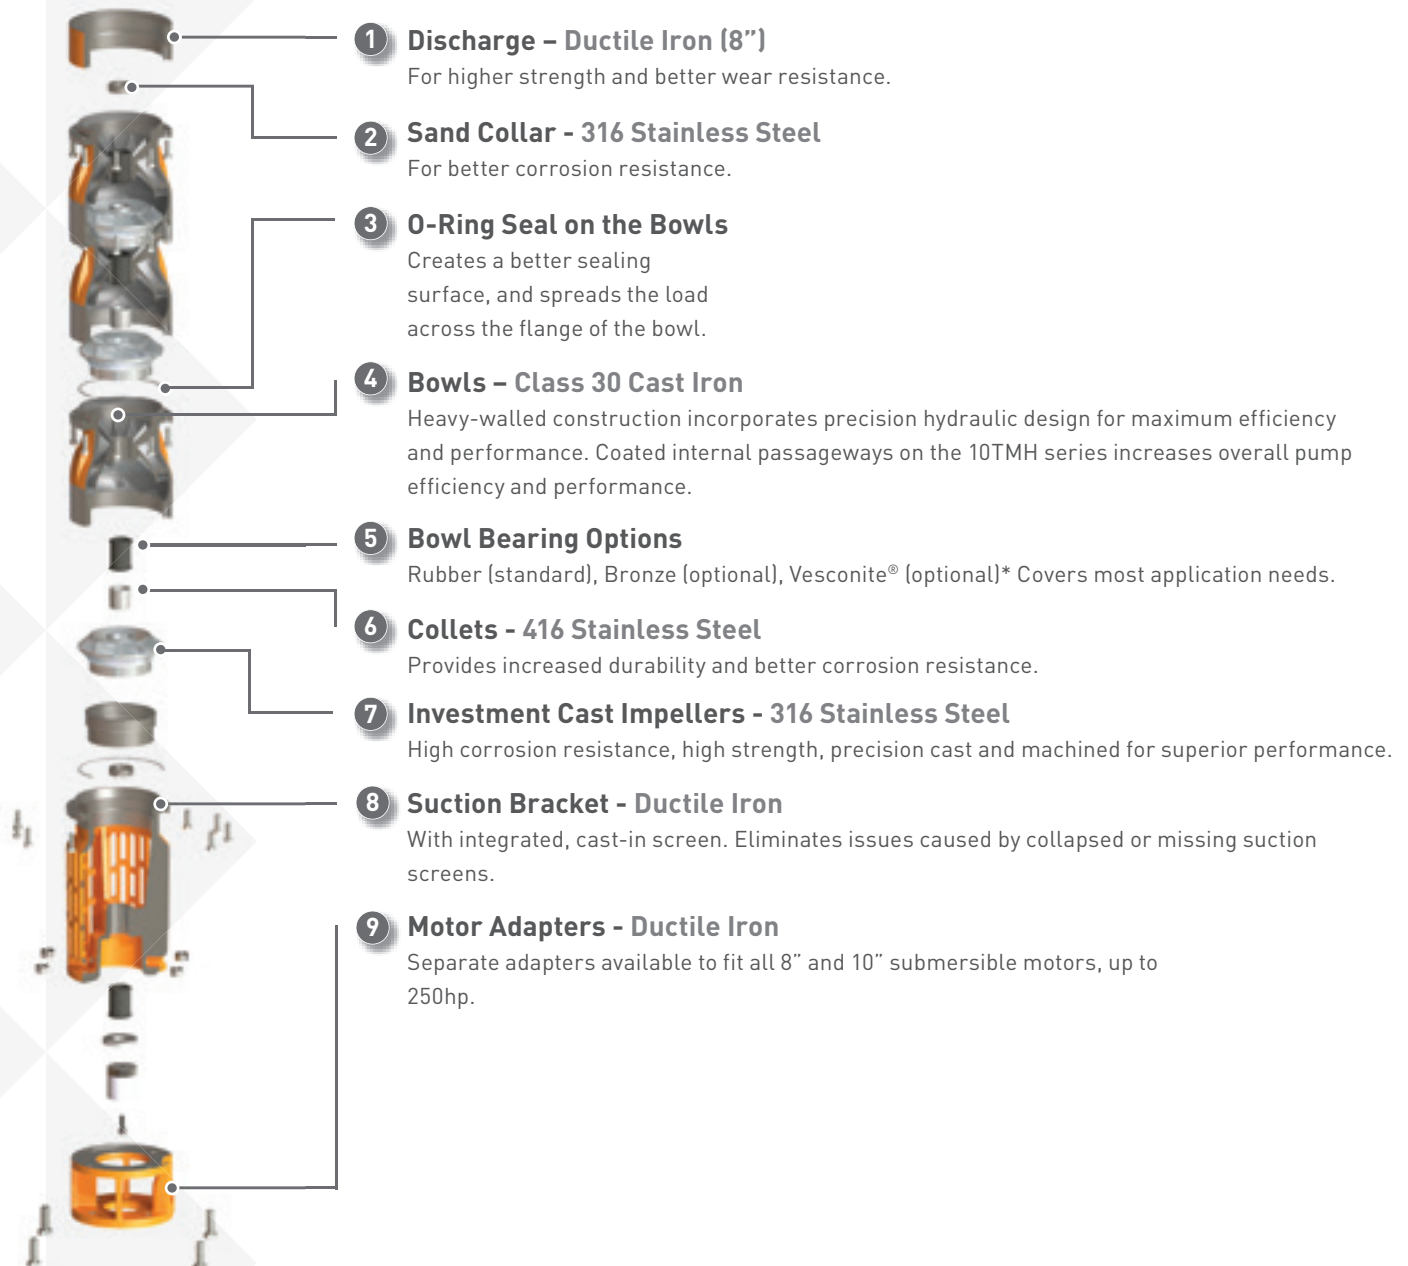 1 Discharge – Ductile Iron (8”)
For higher strength and better wear resistance.
2 Sand Collar - 316 Stainless Steel
For better corrosion resistance.
3 O-Ring Seal on the Bowls
Creates a better sealing
surface, and spreads the load
across the flange of the bowl.
4 Bowls – Class 30 Cast Iron
Heavy-walled construction incorporates precision hydraulic design for maximum efficiency
and performance. Coated internal passageways on the 10TMH series increases overall pump
efficiency and performance.
5 Bowl Bearing Options
Rubber (standard), Bronze (optional), Vesconite® (optional)* Covers most application needs.
6 Collets - 416 Stainless Steel
Provides increased durability and better corrosion resistance.
7 Investment Cast Impellers - 316 Stainless Steel
High corrosion resistance, high strength, precision cast and machined for superior performance.
8 Suction Bracket - Ductile Iron
With integrated, cast-in screen. Eliminates issues caused by collapsed or missing suction
screens.
9 Motor Adapters - Ductile Iron
Separate adapters available to fit all 8” and 10” submersible motors, up to
250hp.